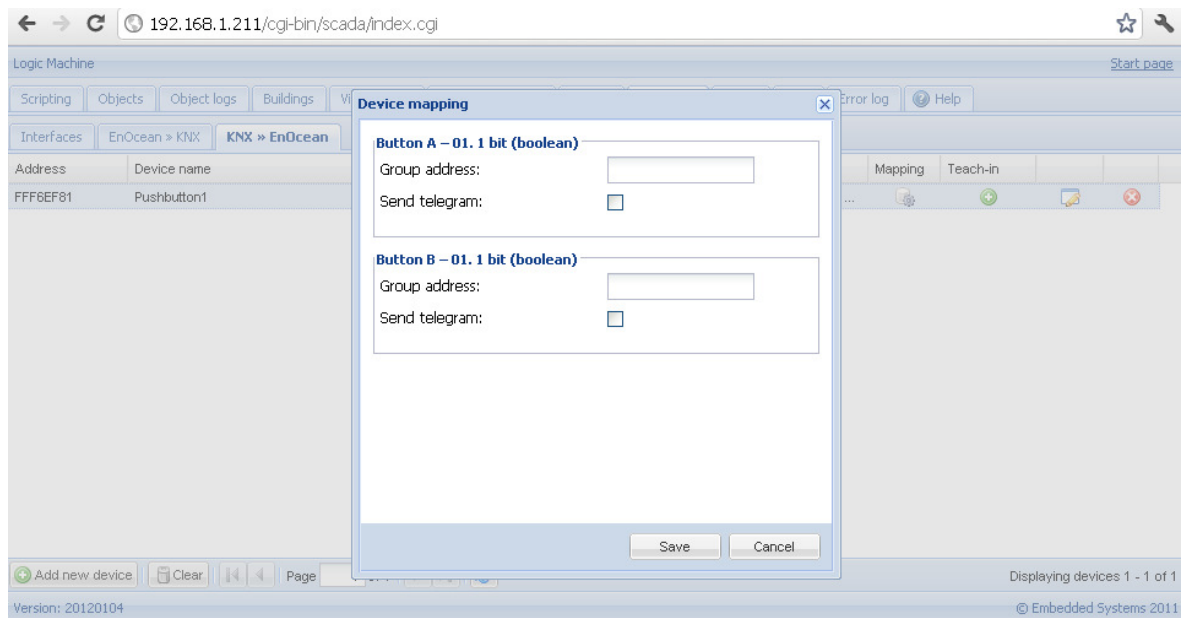 192.168.1.211/cgi-bin/scada/index.cgi
Logic Machine Start page
Scripting Objects Object logs Buildings Error log Help
Device mapping
Interfaces EnOcean » KNX KNX » EnOcean
Address Device name Mapping Teach-in
FFF6EF81 Pushbutton1 ...
Button A – 01. 1 bit (boolean)
Group address:
Send telegram:
Button B – 01. 1 bit (boolean)
Group address:
Send telegram:
Save Cancel
Add new device Clear Page Displaying devices 1 - 1 of 1
Version: 20120104 © Embedded Systems 2011